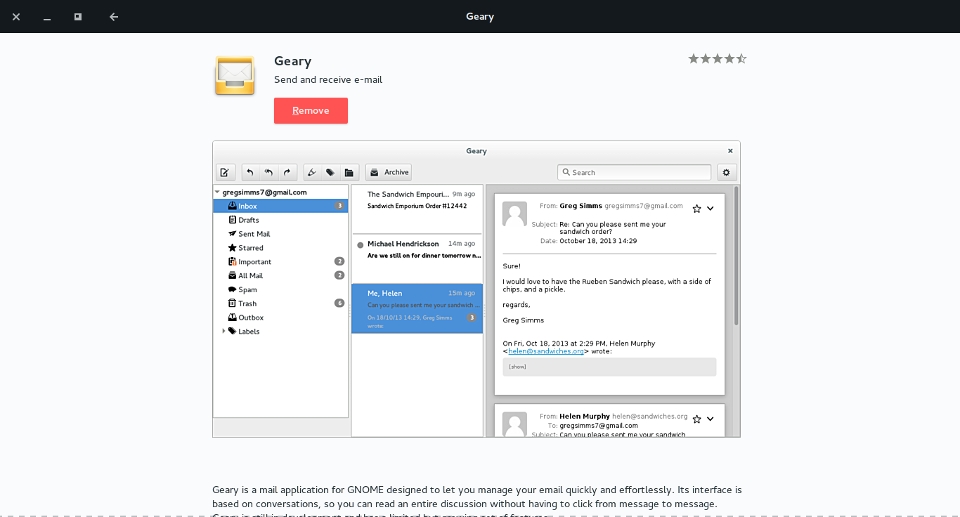 Geary
Geary
Send and receive e-mail
Remove
Geary
Archive
Search
gregsimms7@gmail.com
Inbox 3
Drafts
Sent Mail
Starred
Important 2
All Mail 2
Spam
Trash 6
Outbox
Labels
The Sandwich Empouri... 9m ago
Sandwich Emporium Order #12442
Michael Hendrickson 14m ago
Are we still on for dinner tomorrow n...
Me, Helen 15m ago
Can you please sent me your sandwich ...
On 18/10/13 14:29, Greg Simms 3
wrote:
From: Greg Simms gregsimms7@gmail.com
Subject: Re: Can you please sent me your
sandwich order?
Date: October 18, 2013 14:29
Sure!
I would love to have the Rueben Sandwich please, with a side of
chips, and a pickle.
regards,
Greg Simms
On Fri, Oct 18, 2013 at 2:29 PM, Helen Murphy
<helen@sandwiches.org> wrote:
[show]
From: Helen Murphy helen@sandwiches.org
To: gregsimms7@gmail.com
Subject: Can you please sent me your sandwich
Geary is a mail application for GNOME designed to let you manage your email quickly and effortlessly. Its interface is
based on conversations, so you can read an entire discussion without having to click from message to message.